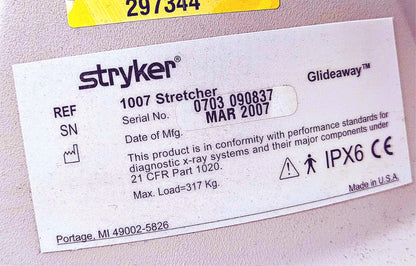 297344
stryker®
Glideaway™
REF 1007 Stretcher
SN Serial No. 0703 090837
Date of Mfg. MAR 2007
This product is in conformity with performance standards for
diagnostic x-ray systems and their major components under
21 CFR Part 1020.
Max. Load=317 Kg.
IPX6 CE
Made in U.S.A.
Portage, MI 49002-5826